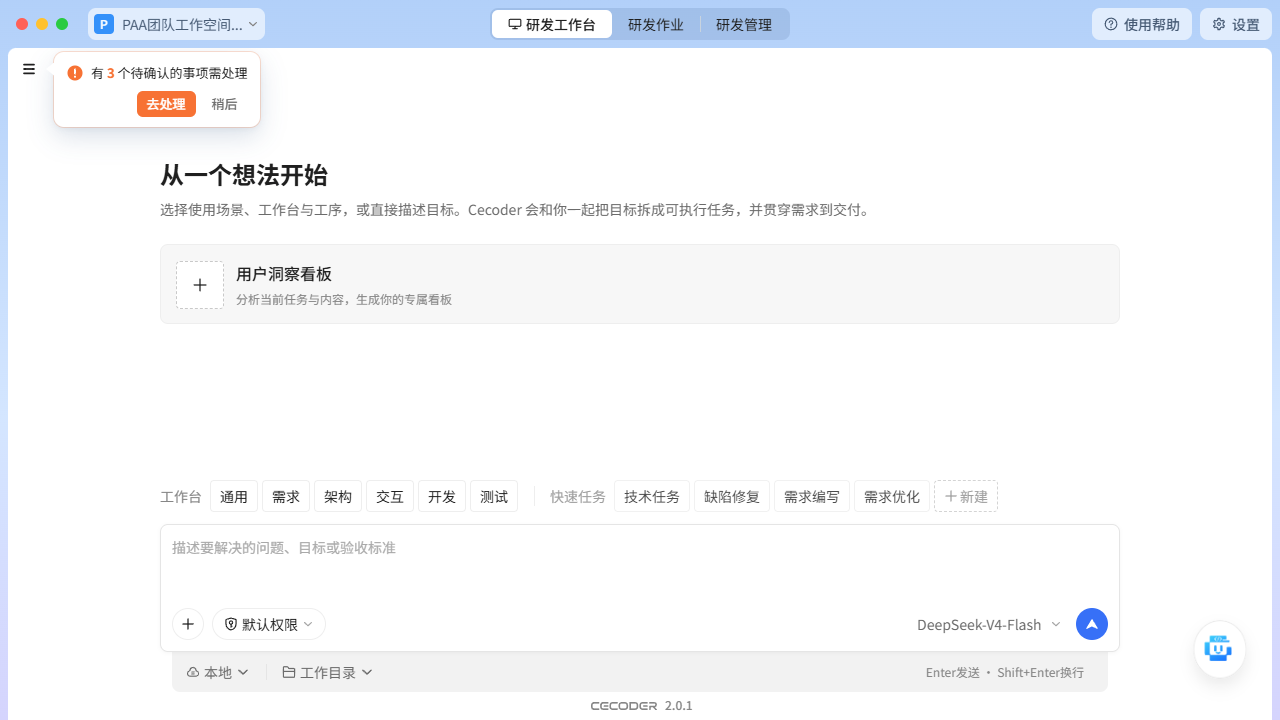 P PAA团队工作空间...
研发工作台 研发作业 研发管理
使用帮助 设置
有 3 个待确认的事项需处理
去处理 稍后
从一个想法开始
选择使用场景、工作台与工序，或直接描述目标。Cecoder 会和你一起把目标拆成可执行任务，并贯穿需求到交付。
用户洞察看板
分析当前任务与内容，生成你的专属看板
工作台 通用 需求 架构 交互 开发 测试 快速任务 技术任务 缺陷修复 需求编写 需求优化 新建
描述要解决的问题、目标或验收标准
默认权限 DeepSeek-V4-Flash
本地 工作目录 Enter发送 • Shift+Enter换行
CECODER 2.0.1